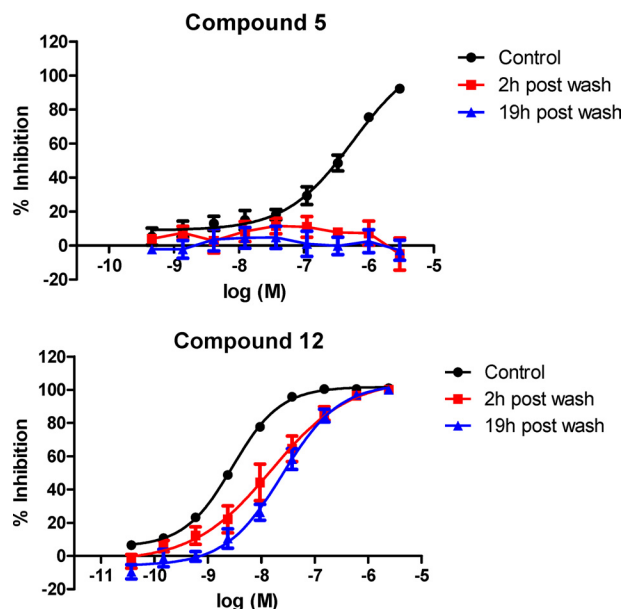 Compound 5
120
100
80
60
40
20
0
-20
% Inhibition
-10 -9 -8 -7 -6 -5
log (M)
Control
2h post wash
19h post wash
Compound 12
120
100
80
60
40
20
0
-20
% Inhibition
-11 -10 -9 -8 -7 -6 -5
log (M)
Control
2h post wash
19h post wash